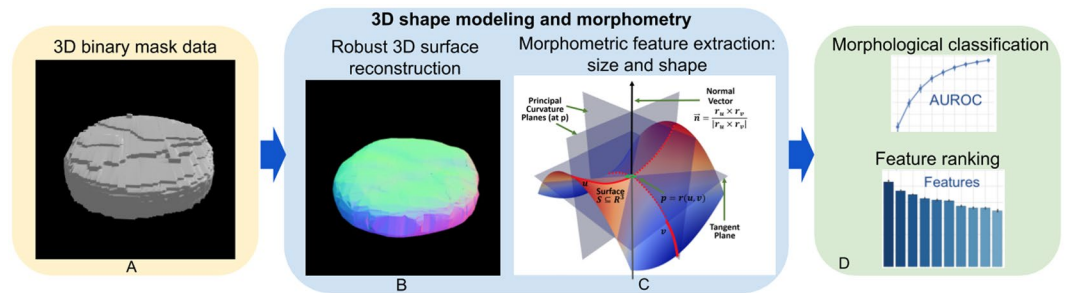 3D shape modeling and morphometry
3D binary mask data
A
Robust 3D surface
reconstruction
B
Morphometric feature extraction:
size and shape
Principal
Curvature
Planes (at p)
Normal
Vector
n⃗ = r_u × r_v / |r_u × r_v|
u
Surface
S ⊆ R³
p = r(u, v)
v
Tangent
Plane
C
Morphological classification
AUROC
Feature ranking
Features
D